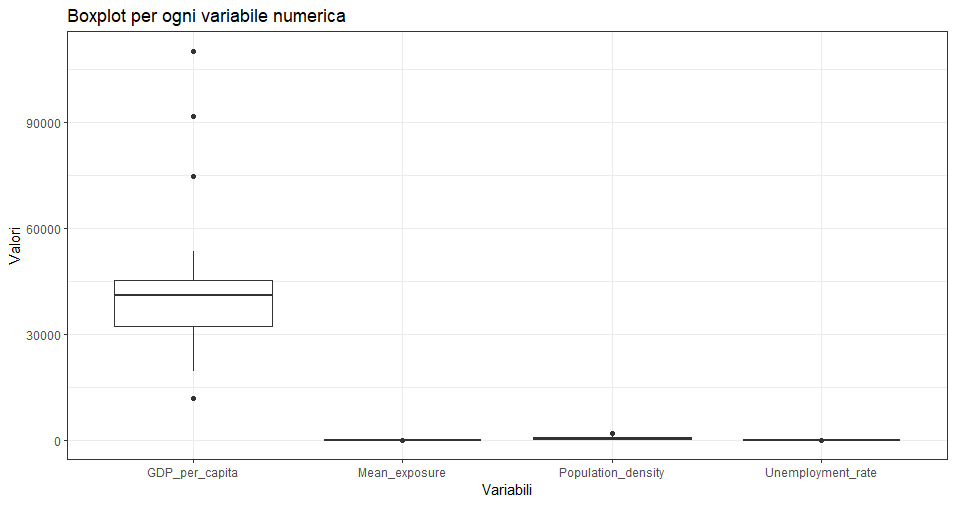 Boxplot per ogni variabile numerica
Valori
90000
60000
30000
0
GDP_per_capita Mean_exposure Population_density Unemployment_rate
Variabili